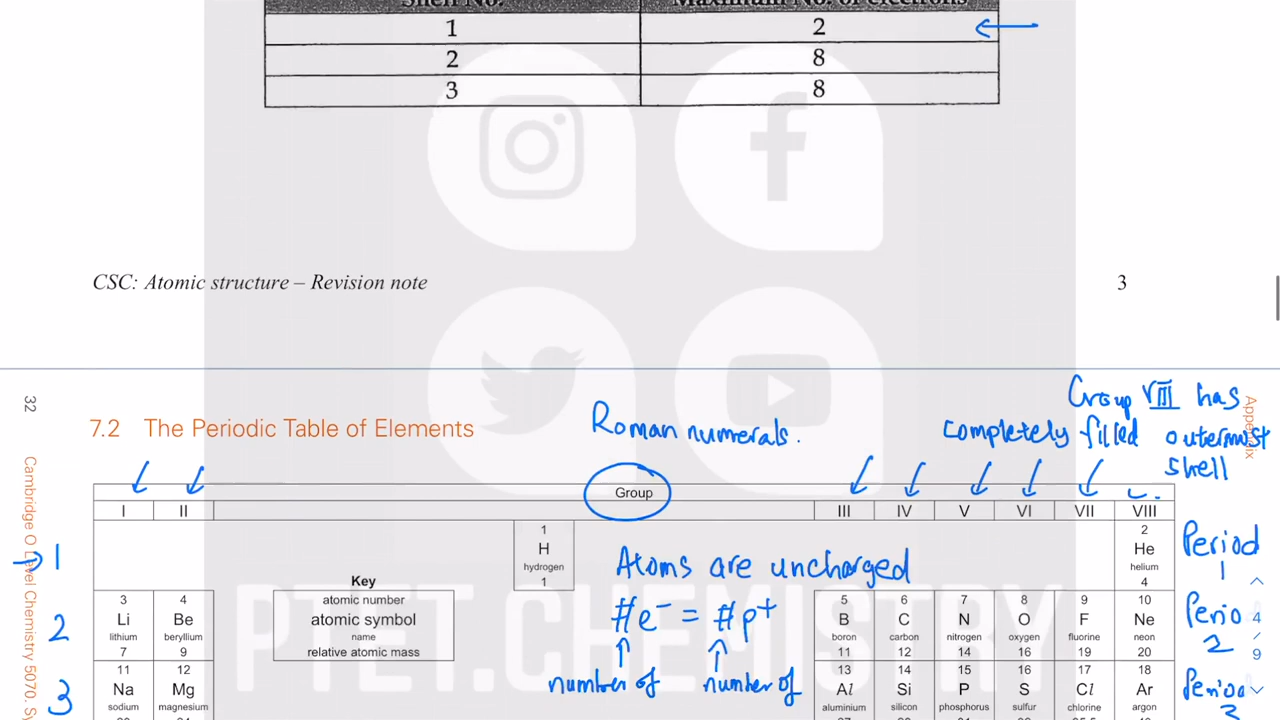 Shell No. Maximum No. of electrons
1 2
2 8
3 8
CSC: Atomic structure – Revision note 3
32
Cambridge O Level Chemistry 5070. Sy
Appendix
7.2 The Periodic Table of Elements
Roman numerals.
Group VIII has
completely filled outermost
shell
Group
I II III IV V VI VII VIII
1
H
hydrogen
1
2
He
helium
4
Key
atomic number
atomic symbol
name
relative atomic mass
Atoms are uncharged
#e⁻ = #p⁺
number of number of
→1
2
3
Period
1
Perio
2
Period
3
4
/
9
3
Li
lithium
7
4
Be
beryllium
9
5
B
boron
11
6
C
carbon
12
7
N
nitrogen
14
8
O
oxygen
16
9
F
fluorine
19
10
Ne
neon
20
11
Na
sodium
12
Mg
magnesium
13
Al
aluminium
14
Si
silicon
15
P
phosphorus
16
S
sulfur
17
Cl
chlorine
18
Ar
argon
PTET.CHEMISTRY